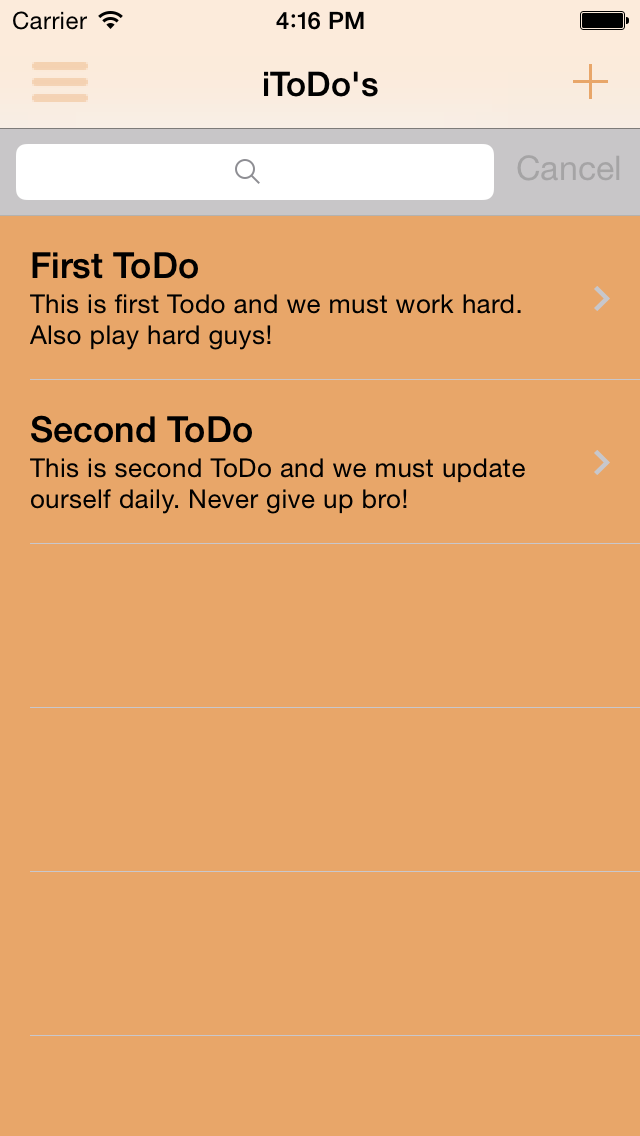 Carrier 4:16 PM
iToDo's
Cancel
First ToDo
This is first Todo and we must work hard.
Also play hard guys!
Second ToDo
This is second ToDo and we must update
ourself daily. Never give up bro!